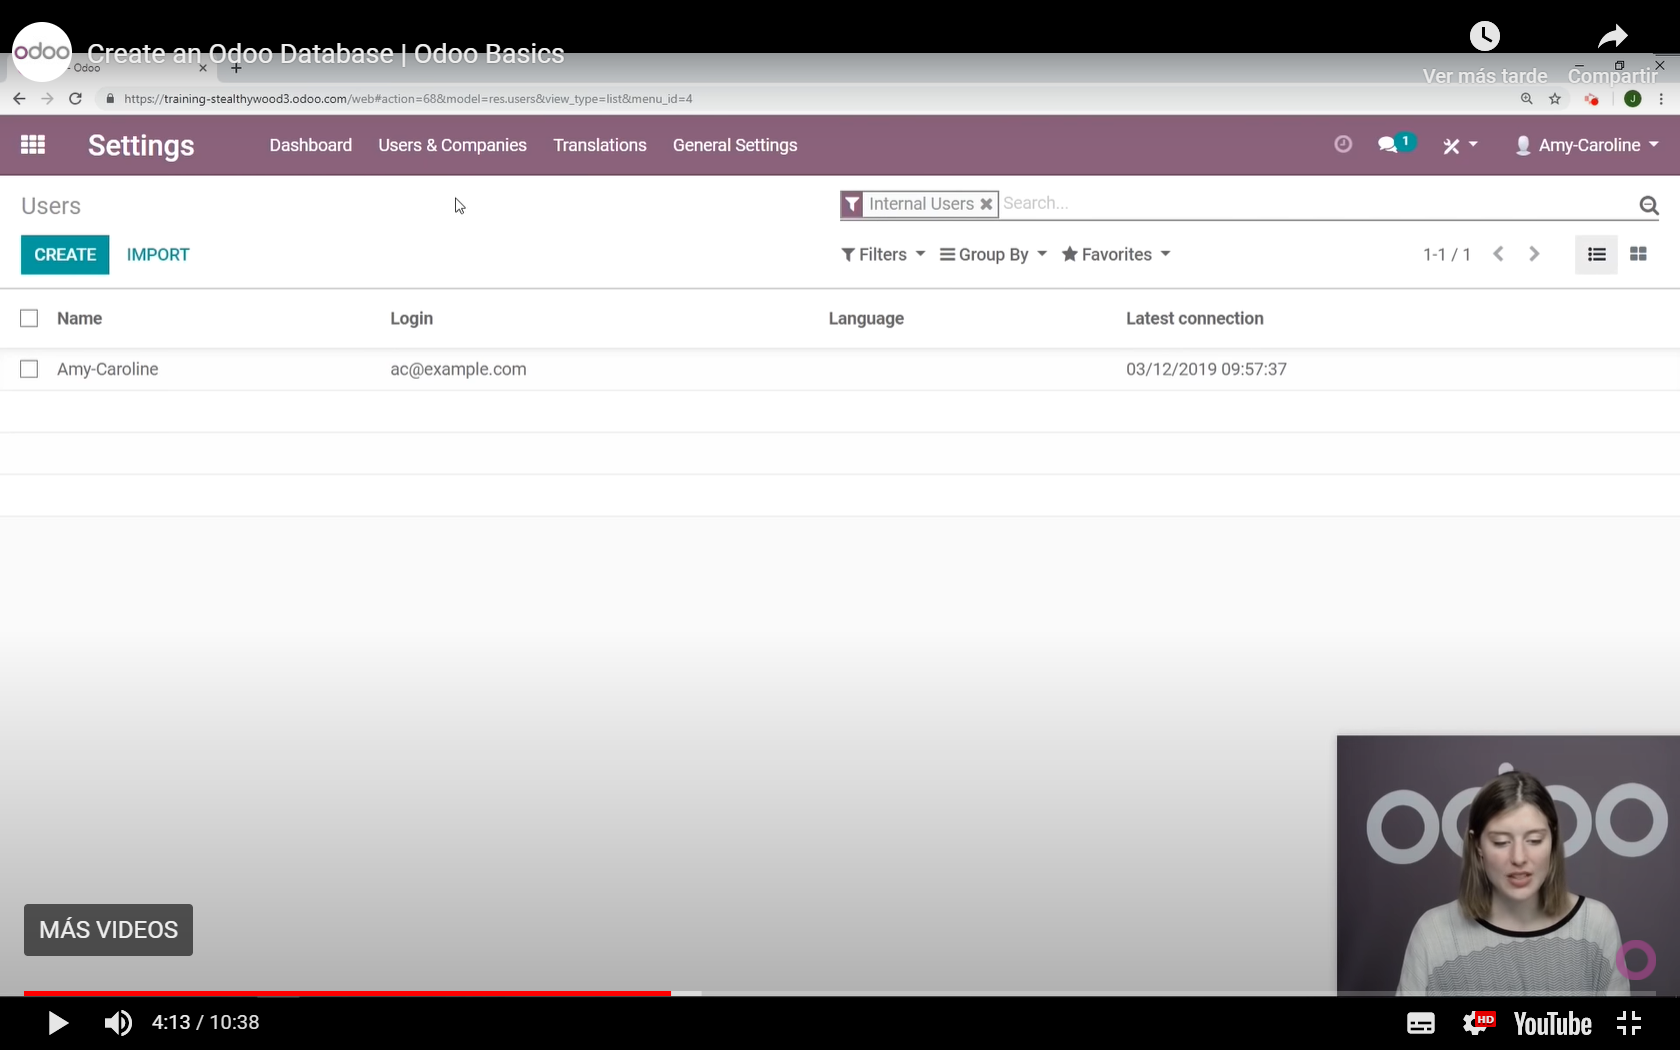 odoo
Create an Odoo Database | Odoo Basics
Ver más tarde
Compartir
- Odoo
https://training-stealthywood3.odoo.com/web#action=68&model=res.users&view_type=list&menu_id=4
J
Settings
Dashboard
Users & Companies
Translations
General Settings
1
Amy-Caroline
Users
Internal Users
Search...
CREATE
IMPORT
Filters
Group By
Favorites
1-1 / 1
Name
Login
Language
Latest connection
Amy-Caroline
ac@example.com
03/12/2019 09:57:37
MÁS VIDEOS
4:13 / 10:38
HD
YouTube